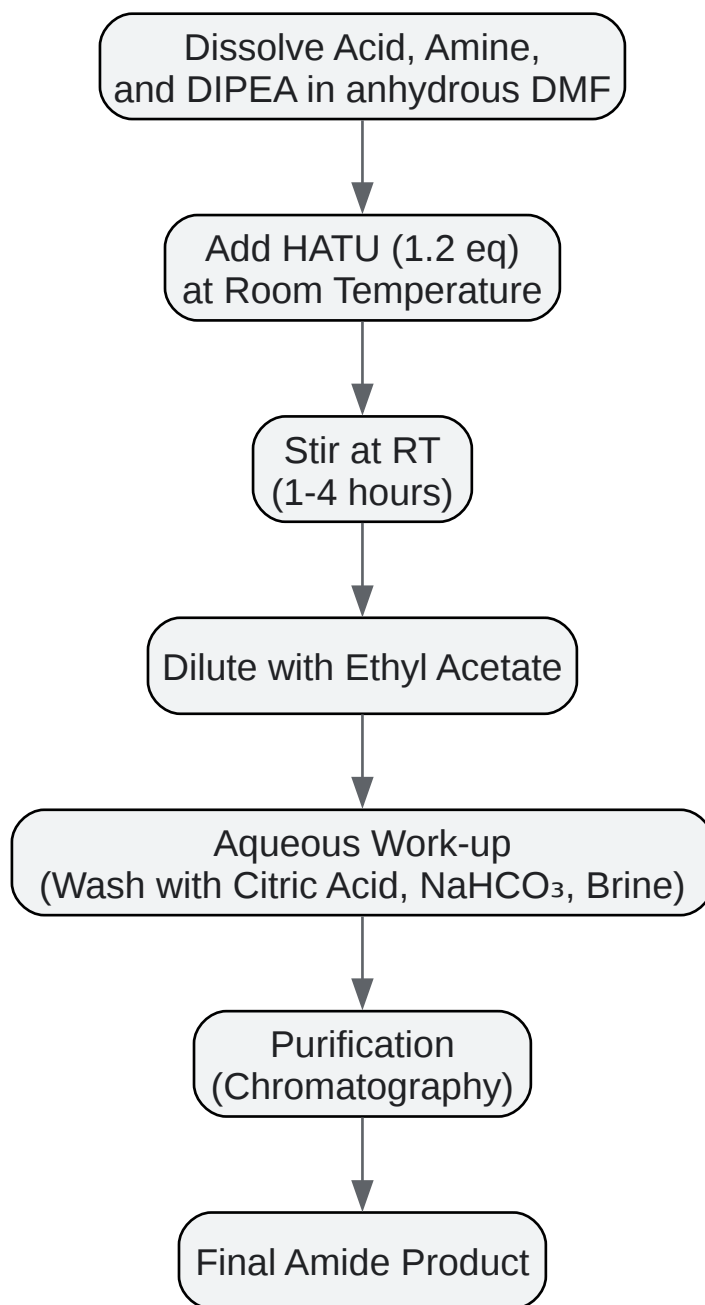 Dissolve Acid, Amine,
and DIPEA in anhydrous DMF
Add HATU (1.2 eq)
at Room Temperature
Stir at RT
(1-4 hours)
Dilute with Ethyl Acetate
Aqueous Work-up
(Wash with Citric Acid, NaHCO₃, Brine)
Purification
(Chromatography)
Final Amide Product